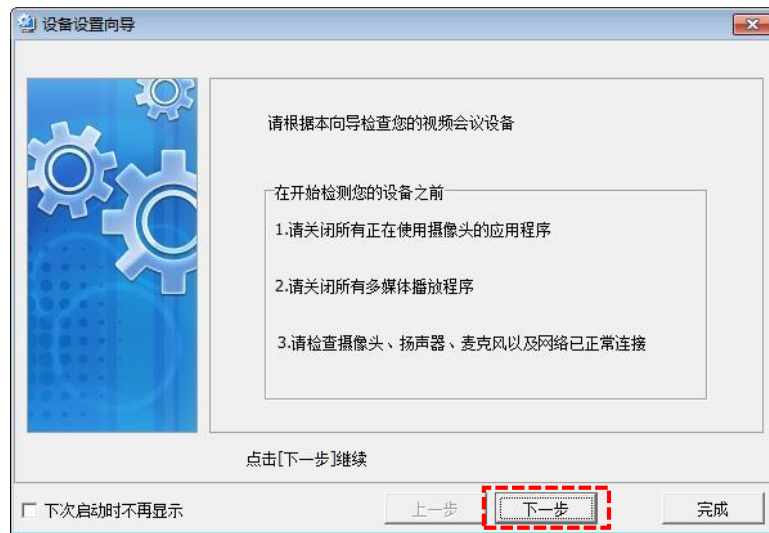 设备设置向导
请根据本向导检查您的视频会议设备
在开始检测您的设备之前
1.请关闭所有正在使用摄像头的应用程序
2.请关闭所有多媒体播放程序
3.请检查摄像头、扬声器、麦克风以及网络已正常连接
点击[下一步]继续
下次启动时不再显示
上一步
下一步
完成